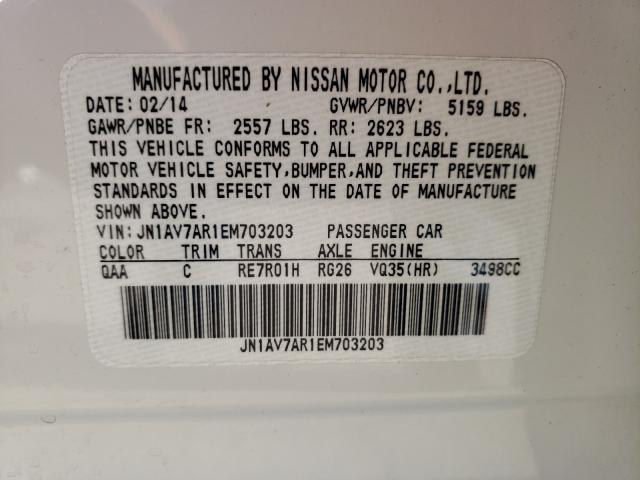 MANUFACTURED BY NISSAN MOTOR CO.,LTD.
DATE: 02/14 GVWR/PNBV: 5159 LBS.
GAWR/PNBE FR: 2557 LBS. RR: 2623 LBS.
THIS VEHICLE CONFORMS TO ALL APPLICABLE FEDERAL
MOTOR VEHICLE SAFETY,BUMPER,AND THEFT PREVENTION
STANDARDS IN EFFECT ON THE DATE OF MANUFACTURE
SHOWN ABOVE.
VIN: JN1AV7AR1EM703203 PASSENGER CAR
COLOR TRIM TRANS AXLE ENGINE
QAA C RE7R01H RG26 VQ35(HR) 3498CC
JN1AV7AR1EM703203